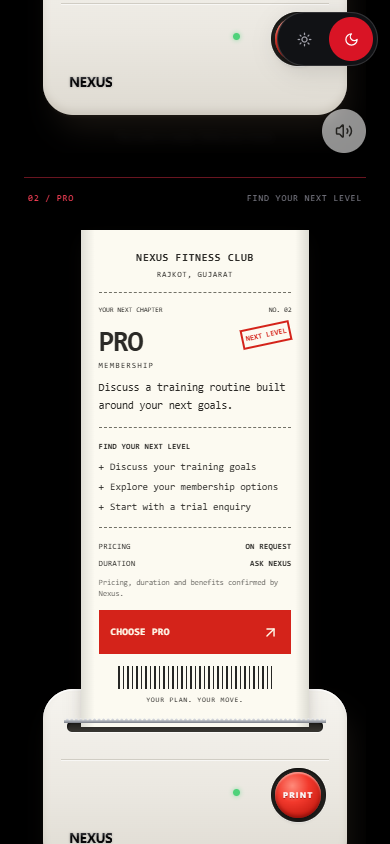 NEXUS
02 / PRO
FIND YOUR NEXT LEVEL
NEXUS FITNESS CLUB
RAJKOT, GUJARAT
YOUR NEXT CHAPTER
NO. 02
PRO
NEXT LEVEL
MEMBERSHIP
Discuss a training routine built
around your next goals.
FIND YOUR NEXT LEVEL
+ Discuss your training goals
+ Explore your membership options
+ Start with a trial enquiry
PRICING
ON REQUEST
DURATION
ASK NEXUS
Pricing, duration and benefits confirmed by
Nexus.
CHOOSE PRO
YOUR PLAN. YOUR MOVE.
PRINT
NEXUS